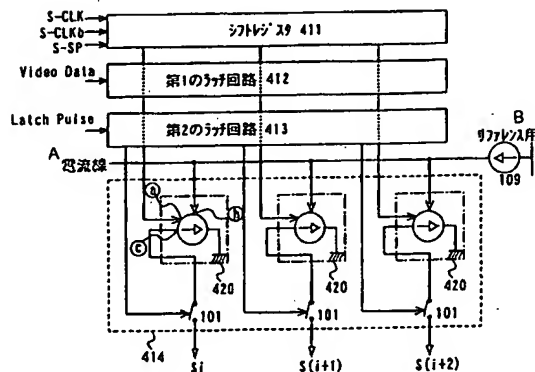 S-CLK
S-CLKb
S-SP
シフトレジスタ 411
Video Data
第1のラッチ回路 412
Latch Pulse
第2のラッチ回路 413
A 電流線
B
リファレンス用
109
a
b
c
420
420
420
101
101
101
414
Si
S(i+1)
S(i+2)